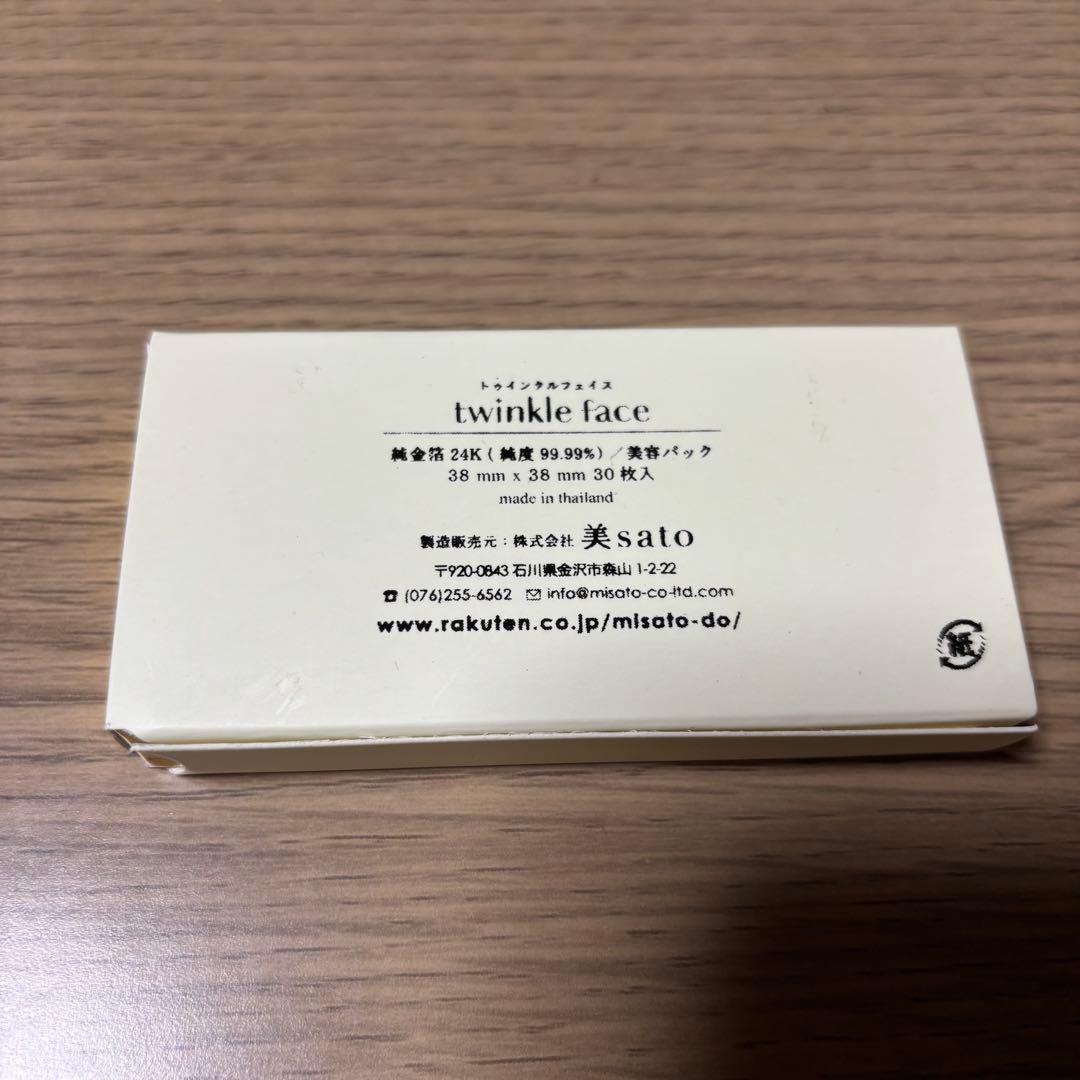 トゥインクルフェイス
twinkle face
純金箔 24K ( 純度 99.99%) / 美容パック
38 mm x 38 mm 30 枚入
made in thailand
製造販売元 : 株式会社 美sato
〒920-0843 石川県金沢市森山 1-2-22
☎ (076)255-6562 ✉ info@misato-co-ltd.com
www.rakuten.co.jp/misato-do/
紙